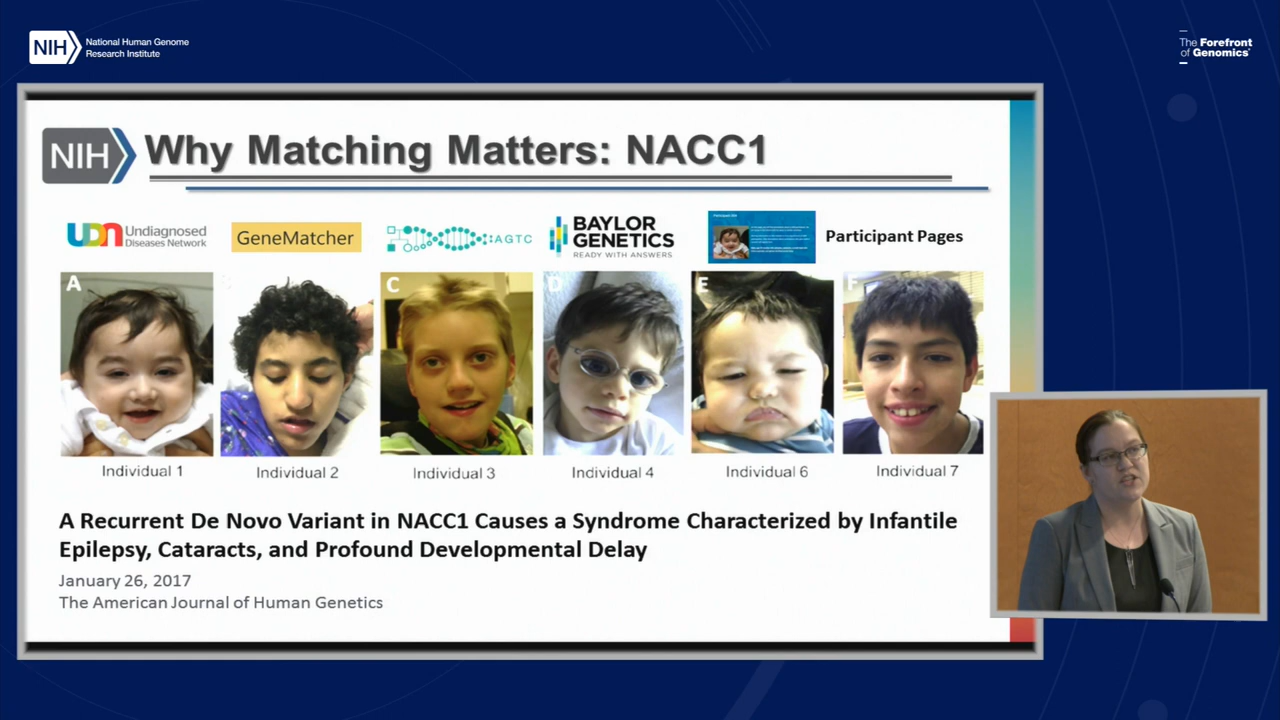 NIH
National Human Genome
Research Institute
The Forefront
of Genomics®
NIH
Why Matching Matters: NACC1
UDN
Undiagnosed
Diseases Network
GeneMatcher
AGTC
BAYLOR
GENETICS
READY WITH ANSWERS
Participant Pages
A
B
C
D
E
F
Individual 1
Individual 2
Individual 3
Individual 4
Individual 6
Individual 7
A Recurrent De Novo Variant in NACC1 Causes a Syndrome Characterized by Infantile
Epilepsy, Cataracts, and Profound Developmental Delay
January 26, 2017
The American Journal of Human Genetics